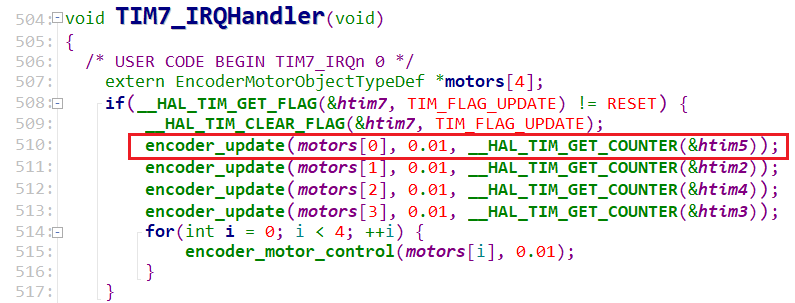 504: void TIM7_IRQHandler(void)
505: {
506: /* USER CODE BEGIN TIM7_IRQn 0 */
507: extern EncoderMotorObjectTypeDef *motors[4];
508: if(__HAL_TIM_GET_FLAG(&htim7, TIM_FLAG_UPDATE) != RESET) {
509: __HAL_TIM_CLEAR_FLAG(&htim7, TIM_FLAG_UPDATE);
510: encoder_update(motors[0], 0.01, __HAL_TIM_GET_COUNTER(&htim5));
511: encoder_update(motors[1], 0.01, __HAL_TIM_GET_COUNTER(&htim2));
512: encoder_update(motors[2], 0.01, __HAL_TIM_GET_COUNTER(&htim4));
513: encoder_update(motors[3], 0.01, __HAL_TIM_GET_COUNTER(&htim3));
514: for(int i = 0; i < 4; ++i) {
515: encoder_motor_control(motors[i], 0.01);
516: }
517: }